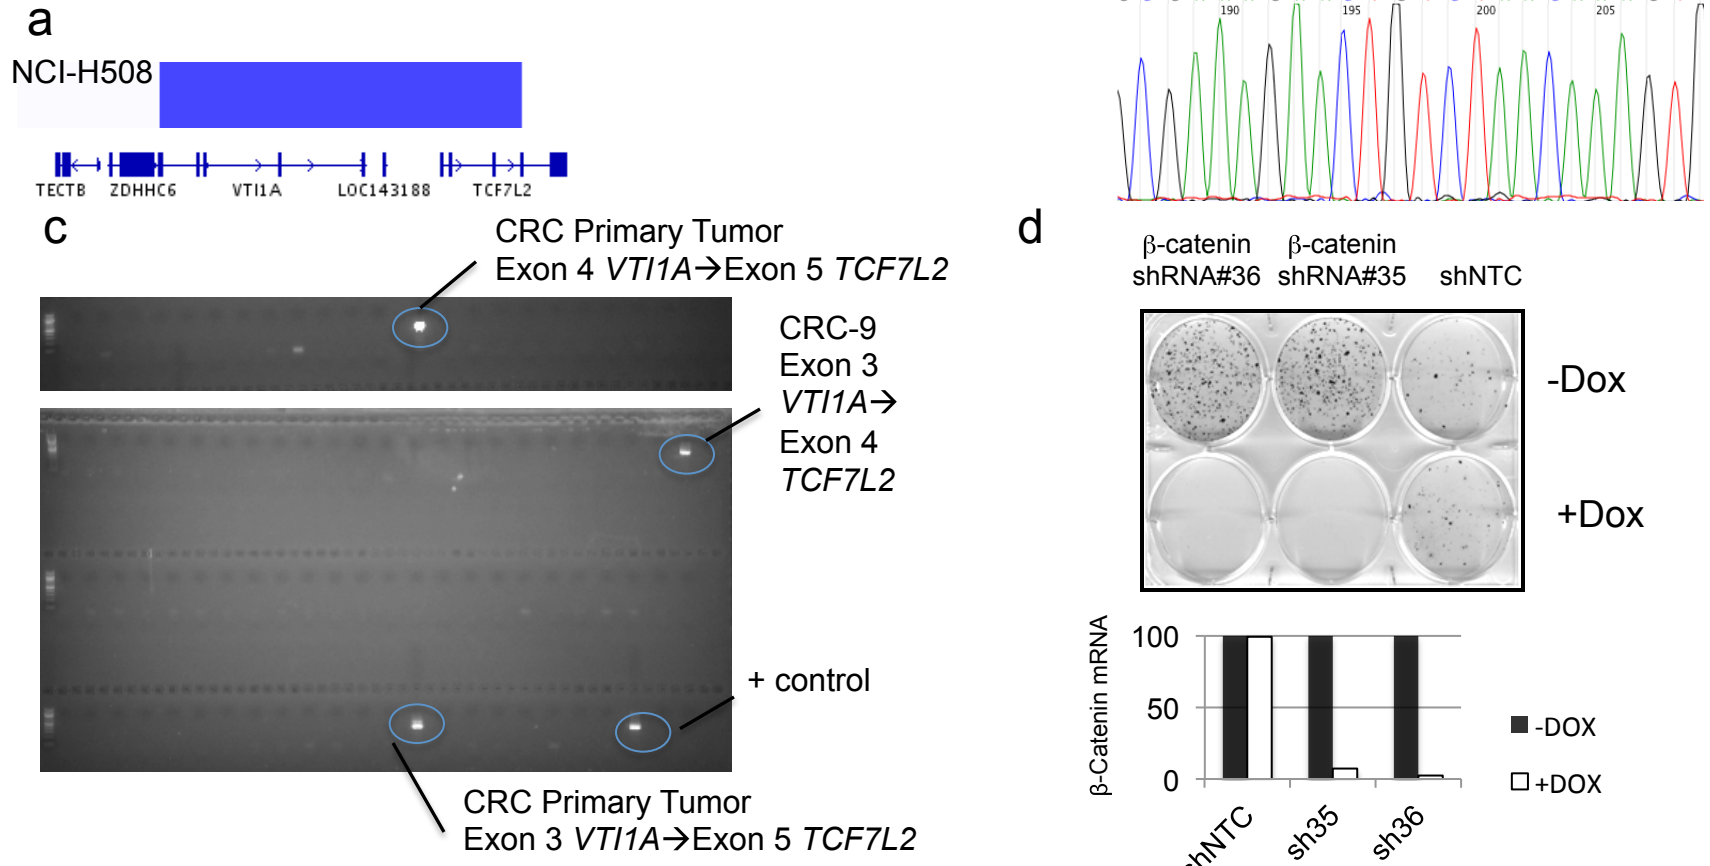 a
190 195 200 205
NCI-H508
TECTB ZDHHC6 VTI1A LOC143188 TCF7L2
c
CRC Primary Tumor
Exon 4 VTI1A→Exon 5 TCF7L2
CRC-9
Exon 3
VTI1A→
Exon 4
TCF7L2
+ control
CRC Primary Tumor
Exon 3 VTI1A→Exon 5 TCF7L2
d
β-catenin β-catenin
shRNA#36 shRNA#35 shNTC
-Dox
+Dox
β-Catenin mRNA
100
50
0
shNTC sh35 sh36
-DOX
+DOX